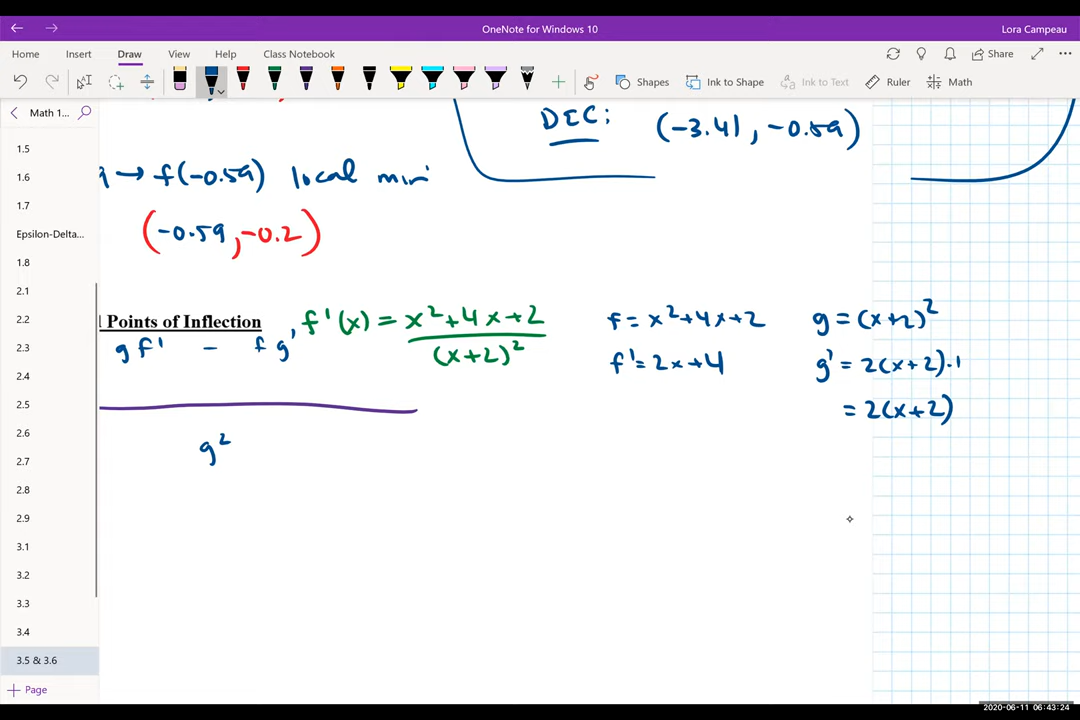 OneNote for Windows 10
Lora Campeau
Home Insert Draw View Help Class Notebook
Share
Shapes Ink to Shape Ink to Text Ruler Math
Math 1...
1.5
1.6
1.7
Epsilon-Delta...
1.8
2.1
2.2
2.3
2.4
2.5
2.6
2.7
2.8
2.9
3.1
3.2
3.3
3.4
3.5 & 3.6
+ Page
DEC: (-3.41, -0.59)
→ f(-0.59) local min
(-0.59, -0.2)
Points of Inflection
f'(x) = x²+4x+2
(x+2)²
g f' - f g'
g²
f = x²+4x+2
f' = 2x+4
g = (x+2)²
g' = 2(x+2)·1
= 2(x+2)
2020-06-11 06:43:24